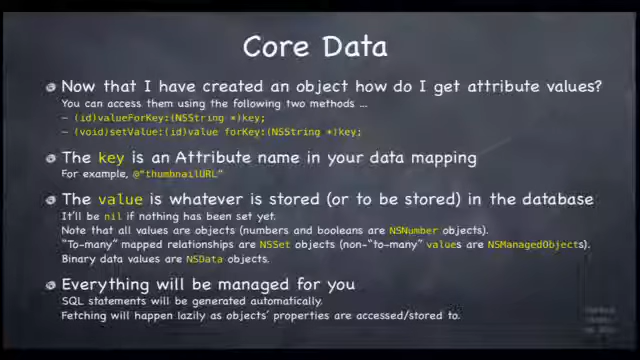 Core Data
Now that I have created an object how do I get attribute values?
You can access them using the following two methods ...
- (id)valueForKey:(NSString *)key;
- (void)setValue:(id)value forKey:(NSString *)key;
The key is an Attribute name in your data mapping
For example, @"thumbnailURL"
The value is whatever is stored (or to be stored) in the database
It'll be nil if nothing has been set yet.
Note that all values are objects (numbers and booleans are NSNumber objects).
"To-many" mapped relationships are NSSet objects (non-"to-many" values are NSManagedObjects).
Binary data values are NSData objects.
Everything will be managed for you
SQL statements will be generated automatically.
Fetching will happen lazily as objects' properties are accessed/stored to.